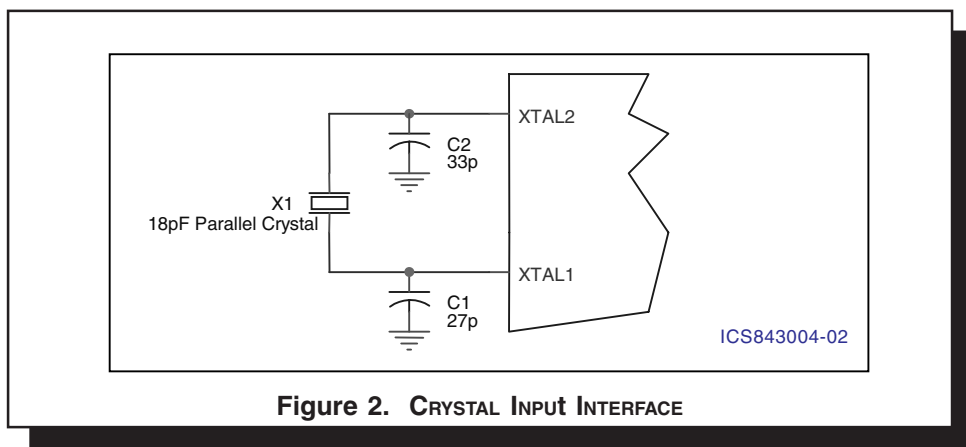 XTAL2
C2
33p
X1
18pF Parallel Crystal
XTAL1
C1
27p
ICS843004-02
Figure 2. CRYSTAL INPUT INTERFACE